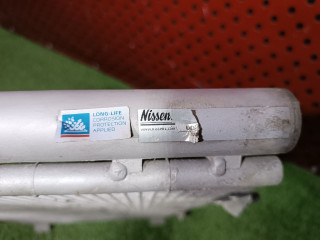 LONG LIFE
CORROSION
PROTECTION
APPLIED
Nissens